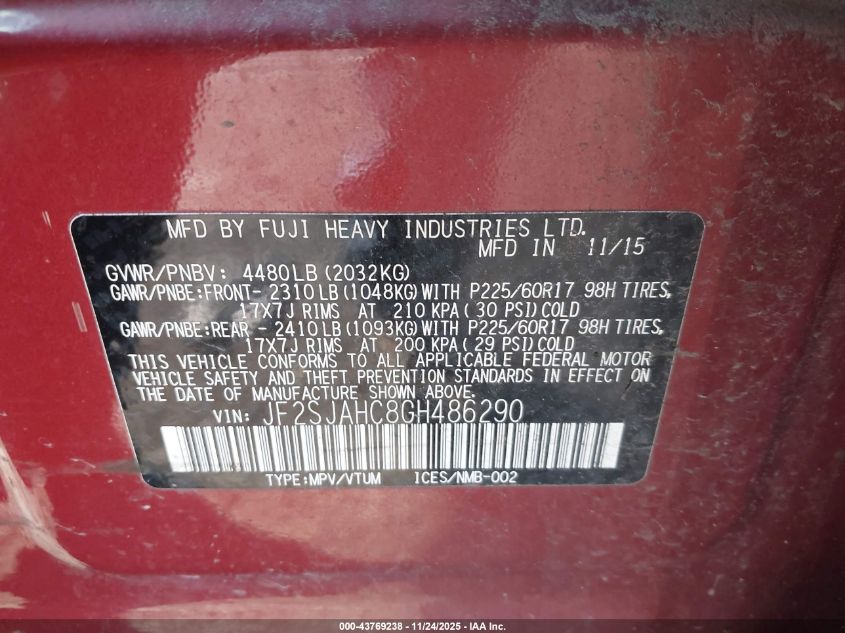 MFD BY FUJI HEAVY INDUSTRIES LTD.
MFD IN 11/15
GVWR/PNBV: 4480LB (2032KG)
GAWR/PNBE:FRONT- 2310LB (1048KG) WITH P225/60R17 98H TIRES,
17X7J RIMS AT 210 KPA (30 PSI) COLD
GAWR/PNBE:REAR - 2410LB (1093KG) WITH P225/60R17 98H TIRES,
17X7J RIMS AT 200 KPA (29 PSI) COLD
THIS VEHICLE CONFORMS TO ALL APPLICABLE FEDERAL MOTOR
VEHICLE SAFETY AND THEFT PREVENTION STANDARDS IN EFFECT ON
THE DATE OF MANUFACTURE SHOWN ABOVE.
VIN: JF2SJAHC8GH486290
TYPE:MPV/VTUM ICES/NMB-002
000-43769238 - 11/24/2025 - IAA Inc.